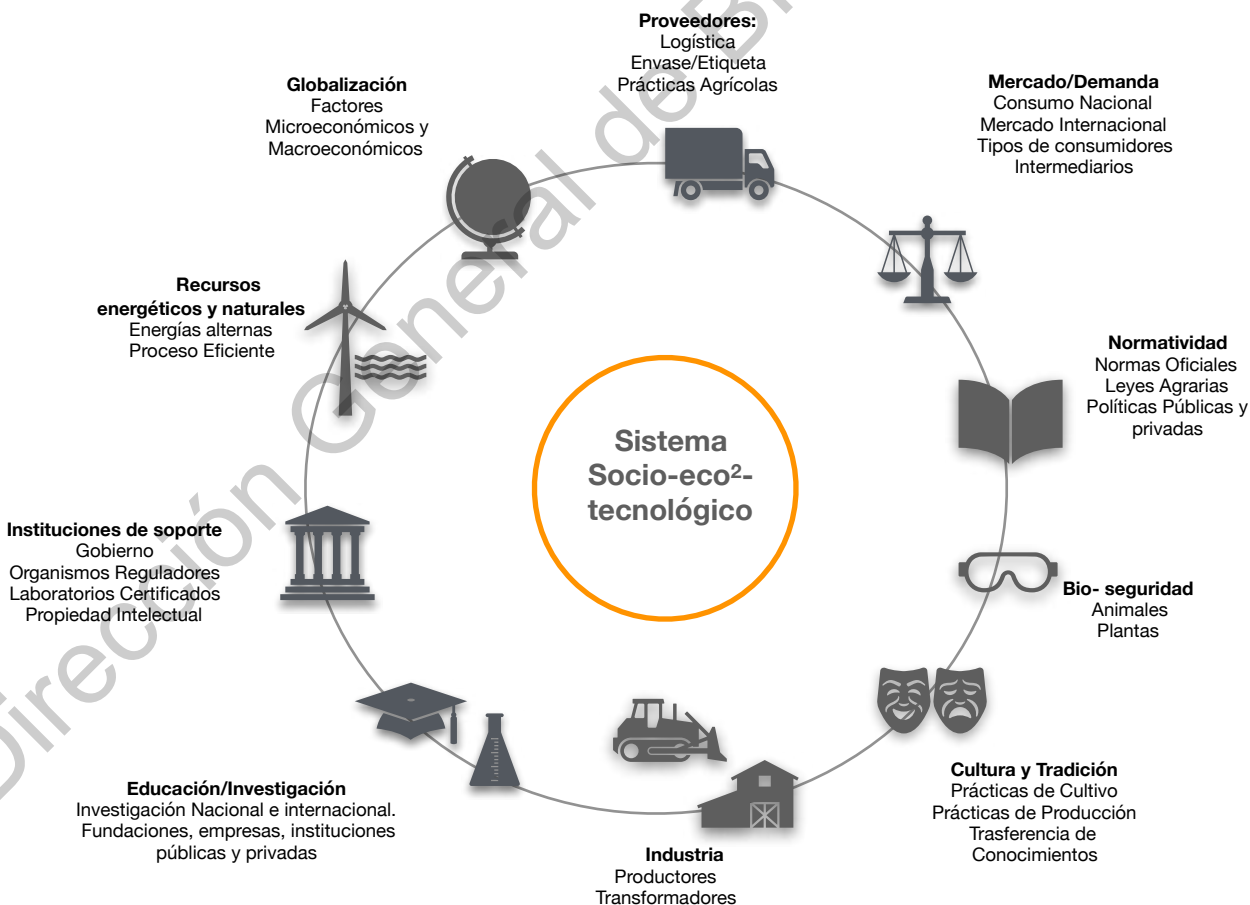 Proveedores:
Logística
Envase/Etiqueta
Prácticas Agrícolas
Mercado/Demanda
Consumo Nacional
Mercado Internacional
Tipos de consumidores
Intermediarios
Normatividad
Normas Oficiales
Leyes Agrarias
Políticas Públicas y
privadas
Bio- seguridad
Animales
Plantas
Cultura y Tradición
Prácticas de Cultivo
Prácticas de Producción
Trasferencia de
Conocimientos
Industria
Productores
Transformadores
Educación/Investigación
Investigación Nacional e internacional.
Fundaciones, empresas, instituciones
públicas y privadas
Instituciones de soporte
Gobierno
Organismos Reguladores
Laboratorios Certificados
Propiedad Intelectual
Recursos
energéticos y naturales
Energías alternas
Proceso Eficiente
Globalización
Factores
Microeconómicos y
Macroeconómicos
Sistema
Socio-eco²-
tecnológico
Dirección General de